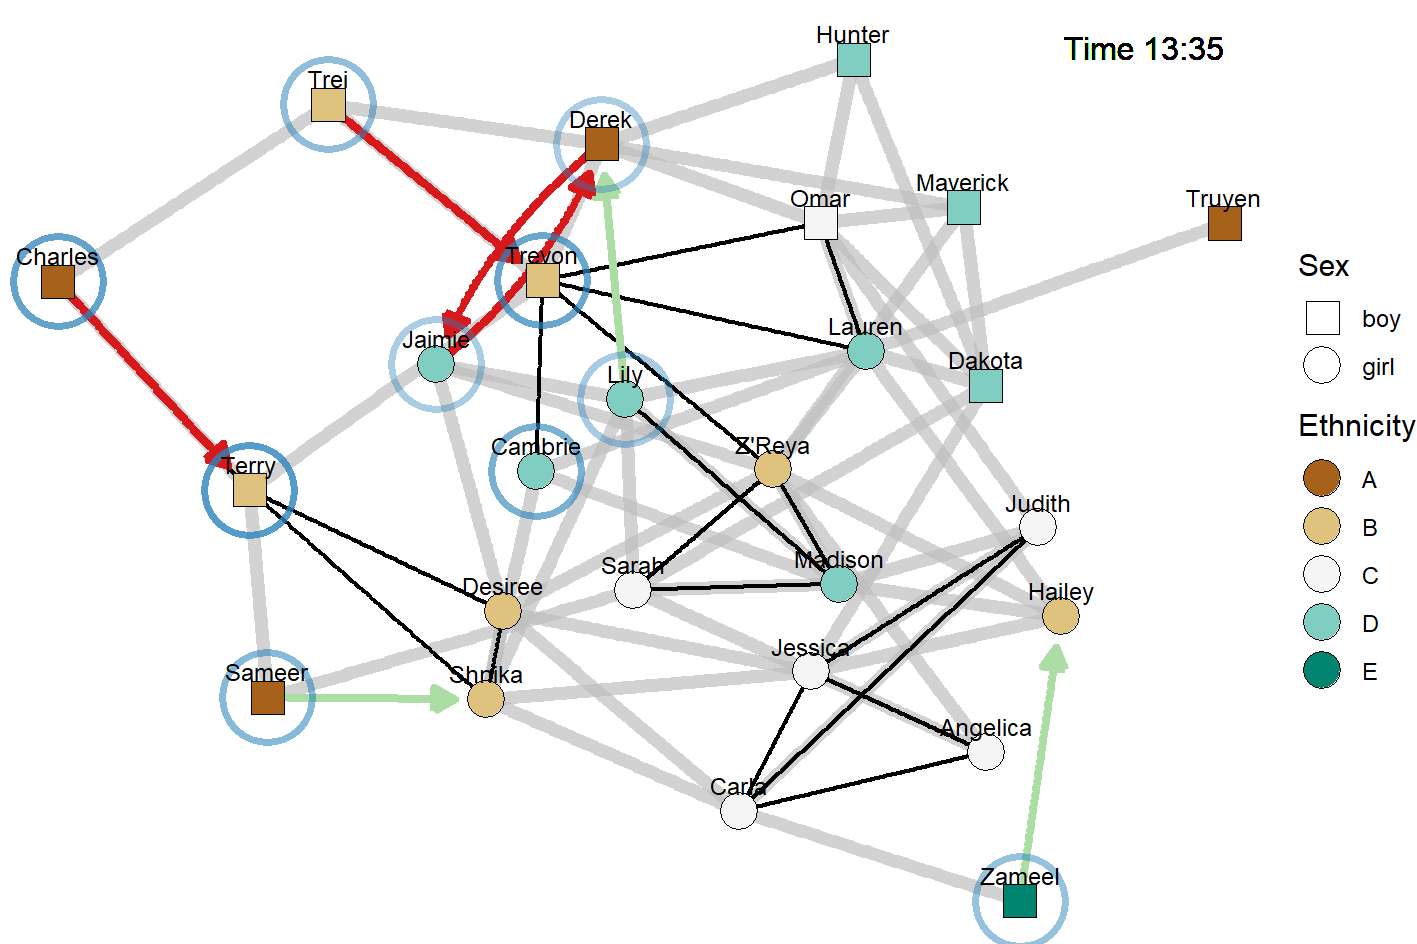 Time 13:35
Hunter
Trei
Derek
Maverick
Omar
Truyen
Charles
Trevon
Lauren
Jaimie
Dakota
Lily
Cambrie
Z'Reya
Terry
Judith
Sarah
Madison
Desiree
Hailey
Jessica
Sameer
Shnika
Angelica
Carla
Zameel
Sex
boy
girl
Ethnicity
A
B
C
D
E